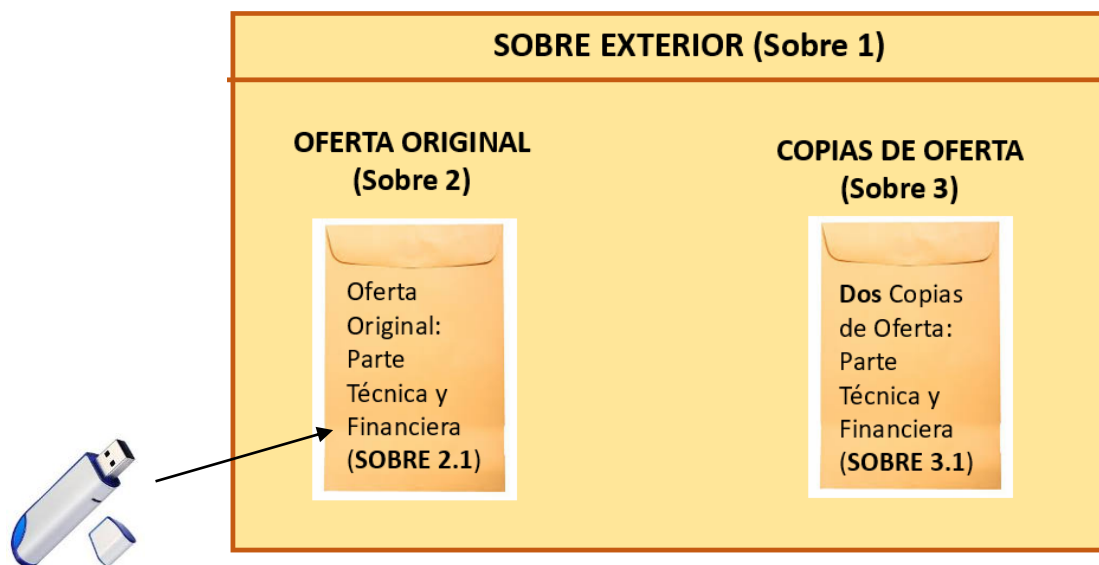 SOBRE EXTERIOR (Sobre 1)
OFERTA ORIGINAL
(Sobre 2)
Oferta
Original:
Parte
Técnica y
Financiera
(SOBRE 2.1)
COPIAS DE OFERTA
(Sobre 3)
Dos Copias
de Oferta:
Parte
Técnica y
Financiera
(SOBRE 3.1)